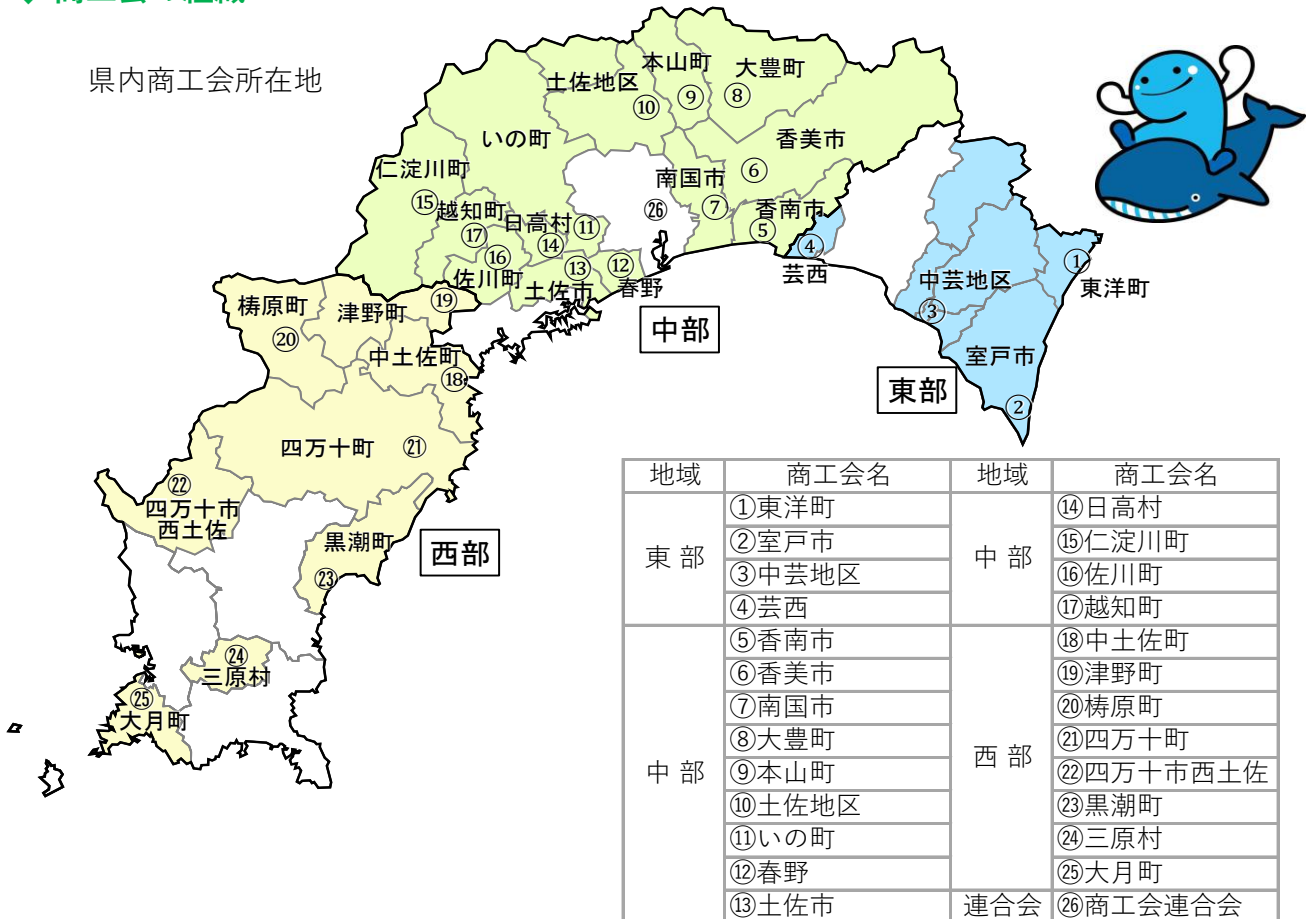 県内商工会所在地
本山町
⑨
大豊町
⑧
土佐地区
⑩
いの町
香美市
⑥
仁淀川町
⑮
南国市
⑦
越知町
⑰
日高村
⑭
⑪
㉖
香南市
⑤
④
芸西
⑯
佐川町
⑬
土佐市
⑫
春野
中部
中芸地区
③
①
東洋町
室戸市
②
東部
梼原町
⑳
津野町
⑲
中土佐町
⑱
四万十町
㉑
㉒
四万十市
西土佐
黒潮町
㉓
西部
㉔
三原村
㉕
大月町
地域 商工会名 地域 商工会名
東 部 ①東洋町 中 部 ⑭日高村
②室戸市 ⑮仁淀川町
③中芸地区 ⑯佐川町
④芸西 ⑰越知町
中 部 ⑤香南市 西 部 ⑱中土佐町
⑥香美市 ⑲津野町
⑦南国市 ⑳梼原町
⑧大豊町 ㉑四万十町
⑨本山町 ㉒四万十市西土佐
⑩土佐地区 ㉓黒潮町
⑪いの町 ㉔三原村
⑫春野 ㉕大月町
⑬土佐市 連合会 ㉖商工会連合会